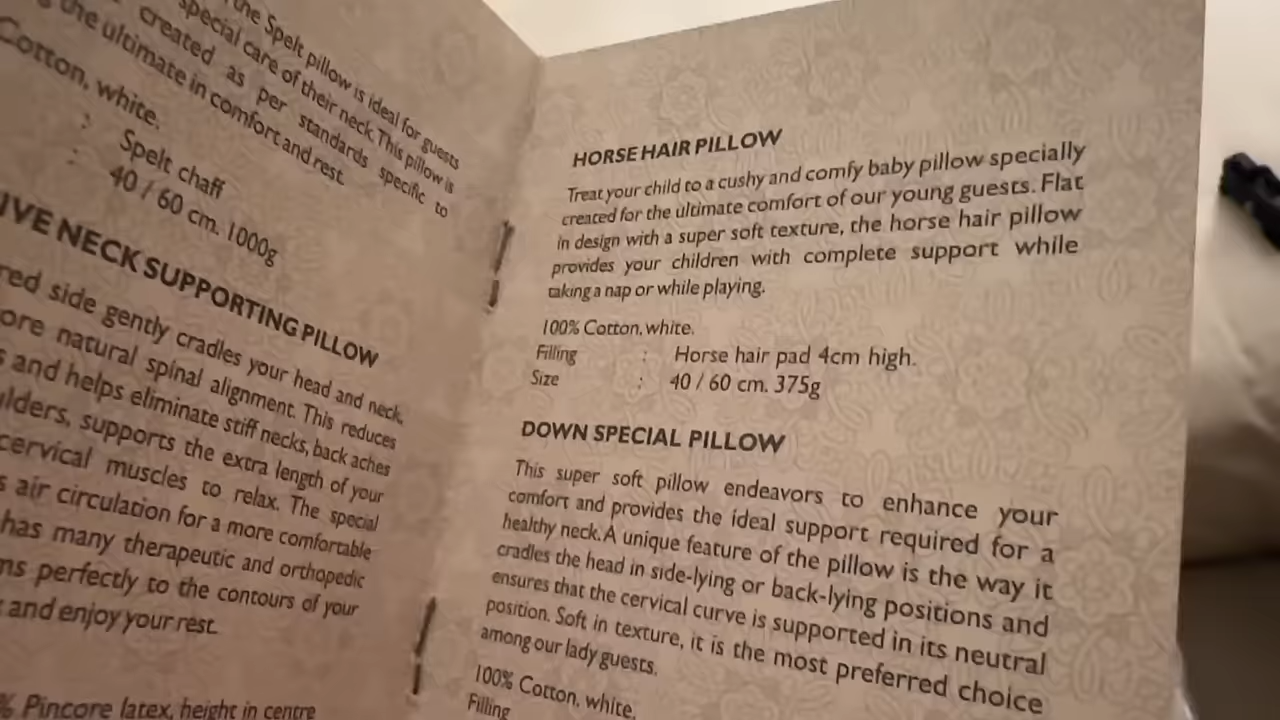 the Spelt pillow is ideal for guests
special care of their neck. This pillow is
created as per standards specific to
the ultimate in comfort and rest.
Cotton, white.
: Spelt chaff
: 40 / 60 cm. 1000g
NECK SUPPORTING PILLOW
side gently cradles your head and neck.
natural spinal alignment. This reduces
and helps eliminate stiff necks, back aches
supports the extra length of your
cervical muscles to relax. The special
air circulation for a more comfortable
has many therapeutic and orthopedic
perfectly to the contours of your
and enjoy your rest.
% Pincore latex, height in centre
HORSE HAIR PILLOW
Treat your child to a cushy and comfy baby pillow specially
created for the ultimate comfort of our young guests. Flat
in design with a super soft texture, the horse hair pillow
provides your children with complete support while
taking a nap or while playing.
100% Cotton, white.
Filling : Horse hair pad 4cm high.
Size : 40 / 60 cm. 375g
DOWN SPECIAL PILLOW
This super soft pillow endeavors to enhance your
comfort and provides the ideal support required for a
healthy neck. A unique feature of the pillow is the way it
cradles the head in side-lying or back-lying positions and
ensures that the cervical curve is supported in its neutral
position. Soft in texture, it is the most preferred choice
among our lady guests.
100% Cotton, white.
Filling